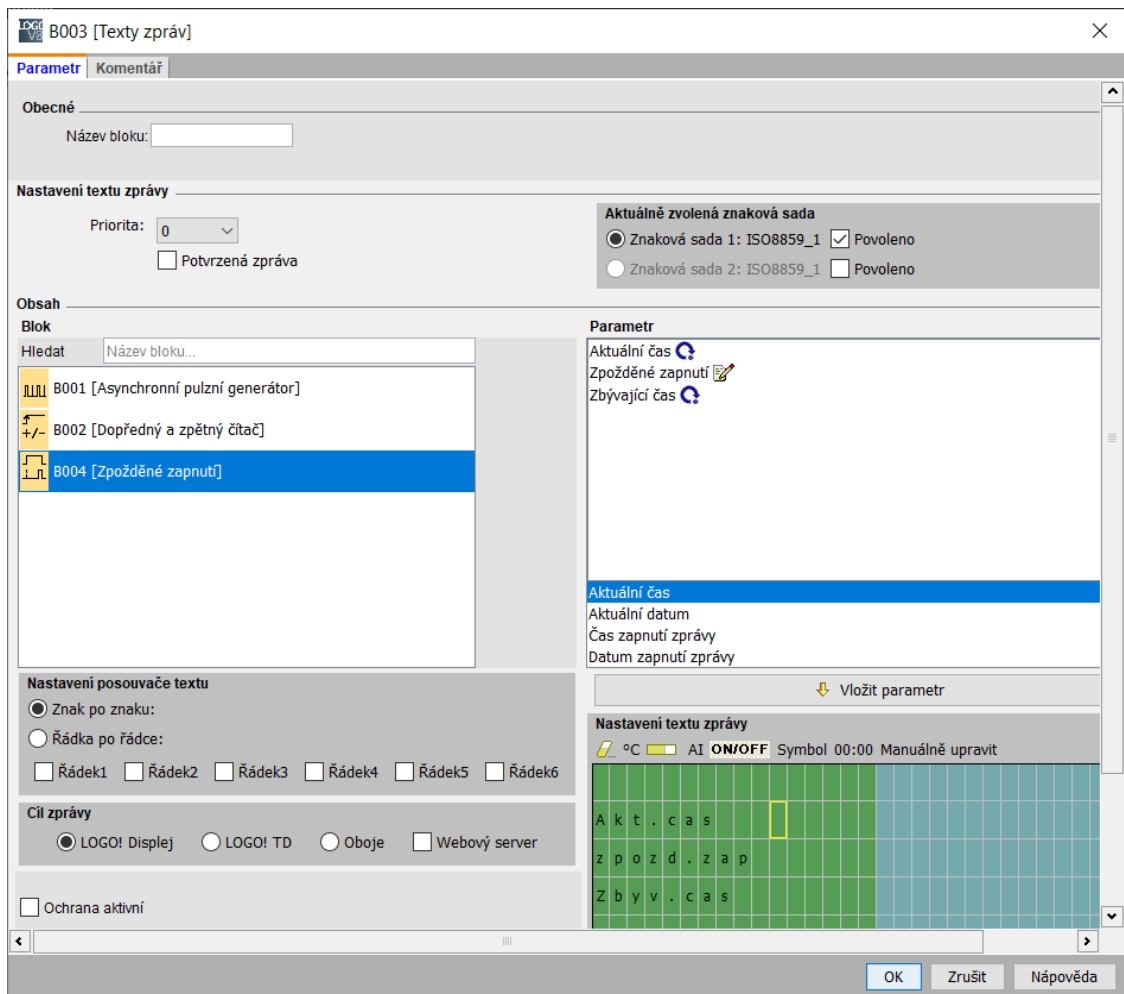 LOGO V8 B003 [Texty zpráv]
Parametr Komentář
Obecné
Název bloku:
Nastavení textu zprávy
Priorita: 0
Potvrzená zpráva
Aktuálně zvolená znaková sada
Znaková sada 1: ISO8859_1 Povoleno
Znaková sada 2: ISO8859_1 Povoleno
Obsah
Blok
Hledat Název bloku...
B001 [Asynchronní pulzní generátor]
+/- B002 [Dopředný a zpětný čítač]
B004 [Zpožděné zapnutí]
Parametr
Aktuální čas
Zpožděné zapnutí
Zbývající čas
Aktuální čas
Aktuální datum
Čas zapnutí zprávy
Datum zapnutí zprávy
Vložit parametr
Nastavení posouvače textu
Znak po znaku:
Řádka po řádce:
Řádek1 Řádek2 Řádek3 Řádek4 Řádek5 Řádek6
Cíl zprávy
LOGO! Displej LOGO! TD Oboje Webový server
Ochrana aktivní
Nastavení textu zprávy
°C AI ON/OFF Symbol 00:00 Manuálně upravit
Akt.cas
zpozd.zap
Zbyv.cas
OK Zrušit Nápověda